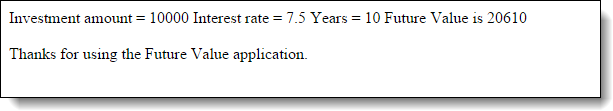 Investment amount = 10000 Interest rate = 7.5 Years = 10 Future Value is 20610
Thanks for using the Future Value application.